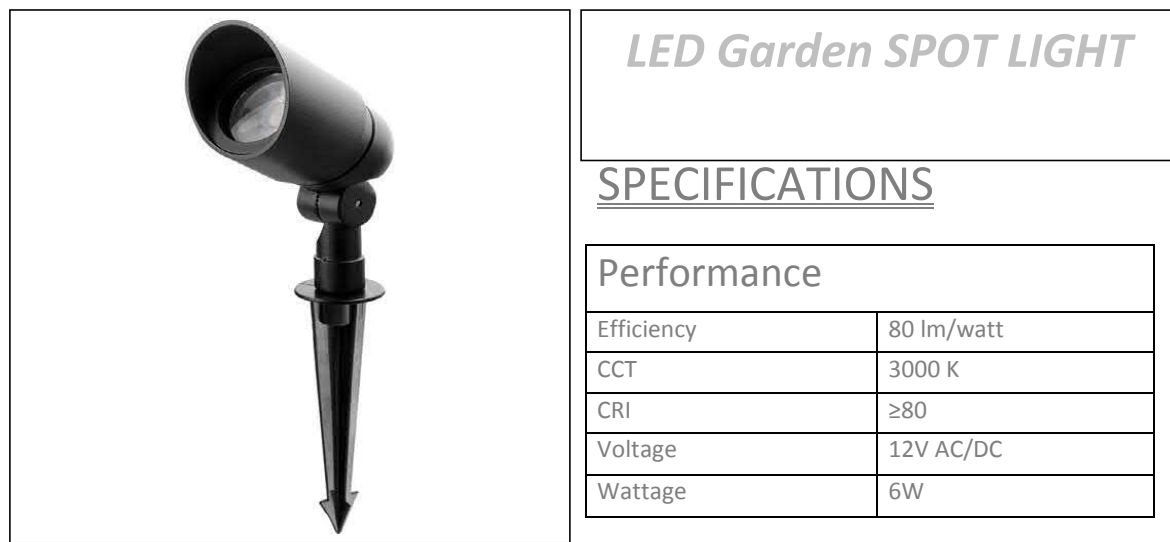 LED Garden SPOT LIGHT
SPECIFICATIONS
Performance
Efficiency 80 lm/watt
CCT 3000 K
CRI ≥80
Voltage 12V AC/DC
Wattage 6W